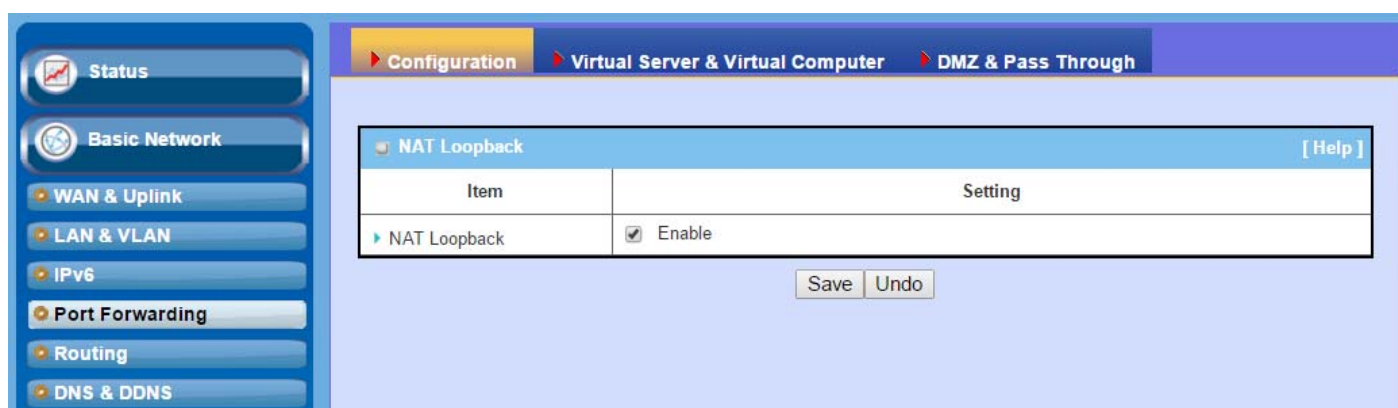 Status
Basic Network
WAN & Uplink
LAN & VLAN
IPv6
Port Forwarding
Routing
DNS & DDNS
Configuration Virtual Server & Virtual Computer DMZ & Pass Through
NAT Loopback [ Help ]
Item Setting
NAT Loopback Enable
Save Undo